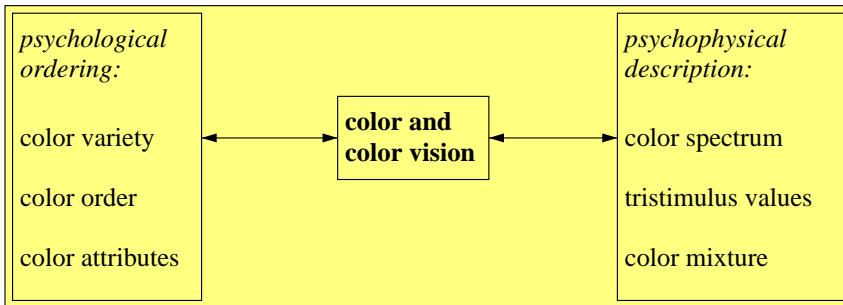 psychological
ordering:
color variety
color order
color attributes
color and
color vision
psychophysical
description:
color spectrum
tristimulus values
color mixture